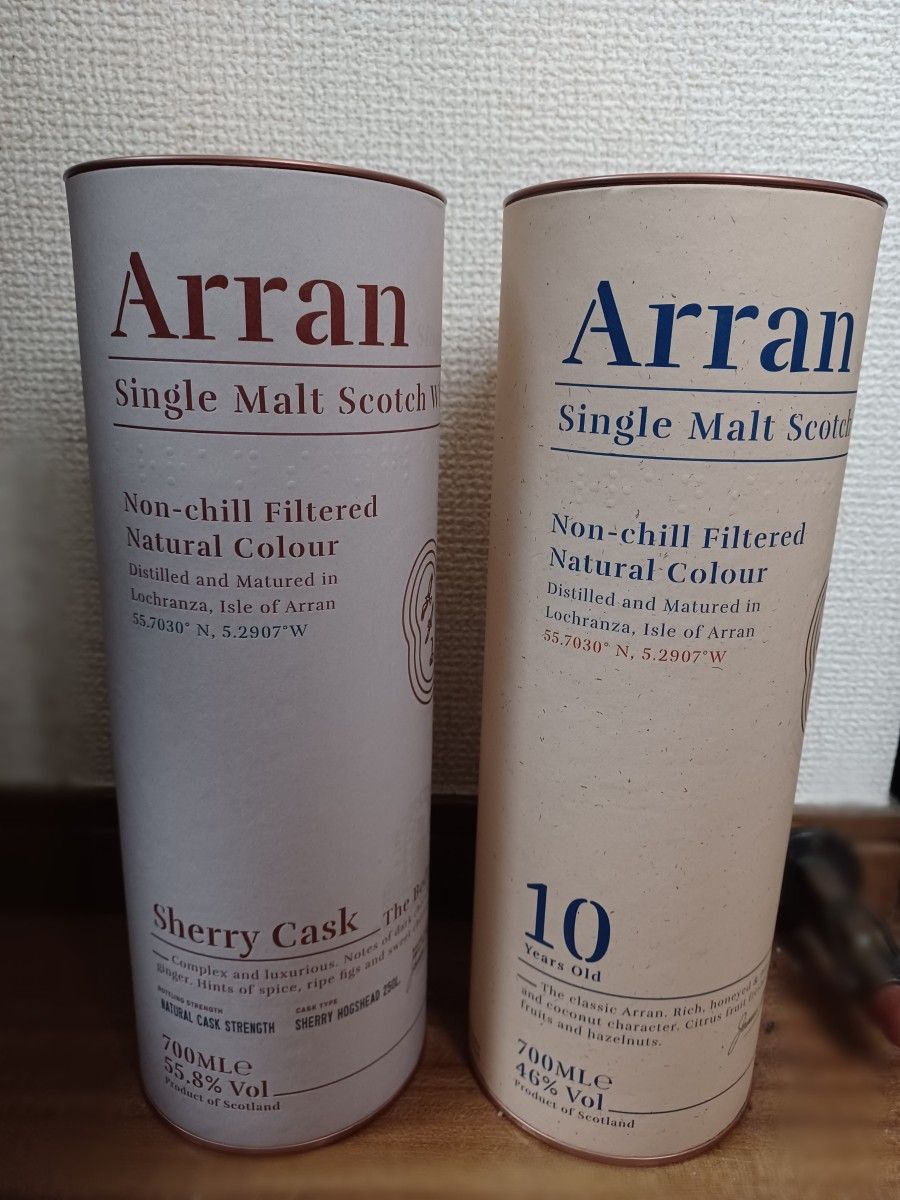 Arran
Single Malt Scotch
Non-chill Filtered
Natural Colour
Distilled and Matured in
Lochranza, Isle of Arran
55.7030° N, 5.2907°W
Sherry Cask
The
Complex and luxurious. Notes of dark
ginger. Hints of spice, ripe figs and sweet
BOTTLING STRENGTH
NATURAL CASK STRENGTH
CASK TYPE
SHERRY HOGSHEAD 250L.
700ML℮
55.8% Vol
Product of Scotland
Arran
Single Malt Scotch
Non-chill Filtered
Natural Colour
Distilled and Matured in
Lochranza, Isle of Arran
55.7030° N, 5.2907°W
10
Years Old
The classic Arran. Rich, honeyed &
and coconut character. Citrus fruit
fruits and hazelnuts.
700ML℮
46% Vol
Product of Scotland